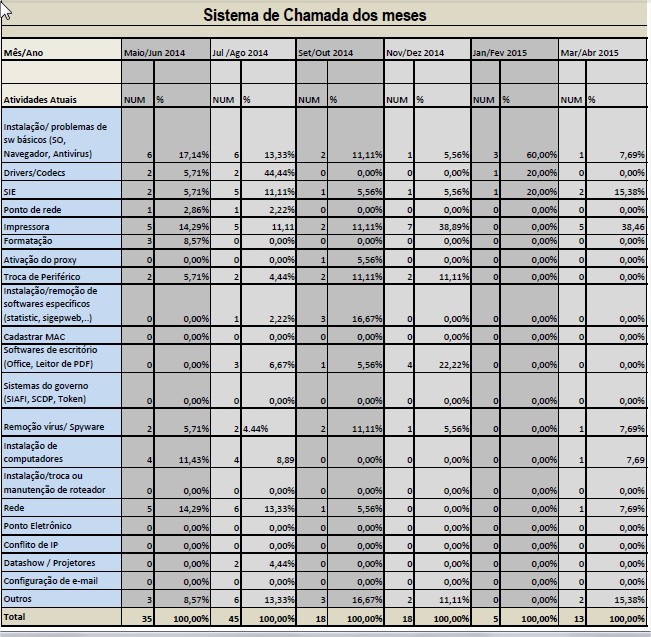 Sistema de Chamada dos meses
Mês/Ano Maio/Jun 2014 Jul /Ago 2014 Set/Out 2014 Nov/Dez 2014 Jan/Fev 2015 Mar/Abr 2015
Atividades Atuais NUM % NUM % NUM % NUM % NUM % NUM %
Instalação/ problemas de
sw básicos (SO,
Navegador, Antivírus) 6 17,14% 6 13,33% 2 11,11% 1 5,56% 3 60,00% 1 7,69%
Drivers/Codecs 2 5,71% 2 44,44% 0 0,00% 0 0,00% 1 20,00% 0 0,00%
SIE 2 5,71% 5 11,11% 1 5,56% 1 5,56% 1 20,00% 2 15,38%
Ponto de rede 1 2,86% 1 2,22% 0 0,00% 0 0,00% 0 0,00% 0 0,00%
Impressora 5 14,29% 5 11,11 2 11,11% 7 38,89% 0 0,00% 5 38,46
Formatação 3 8,57% 0 0,00% 0 0,00% 0 0,00% 0 0,00% 0 0,00%
Ativação do proxy 0 0,00% 0 0,00% 1 5,56% 0 0,00% 0 0,00% 0 0,00%
Troca de Periférico 2 5,71% 2 4,44% 2 11,11% 2 11,11% 0 0,00% 0 0,00%
Instalação/remoção de
softwares específicos
(statistic, sigepweb,..) 0 0,00% 1 2,22% 3 16,67% 0 0,00% 0 0,00% 0 0,00%
Cadastrar MAC 0 0,00% 0 0,00% 0 0,00% 0 0,00% 0 0,00% 0 0,00%
Softwares de escritório
(Office, Leitor de PDF) 0 0,00% 3 6,67% 1 5,56% 4 22,22% 0 0,00% 0 0,00%
Sistemas do governo
(SIAFI, SCDP, Token) 0 0,00% 0 0,00% 0 0,00% 0 0,00% 0 0,00% 0 0,00%
Remoção vírus/ Spyware 2 5,71% 2 4.44% 2 11,11% 1 5,56% 0 0,00% 1 7,69%
Instalação de
computadores 4 11,43% 4 8,89 0 0,00% 0 0,00% 0 0,00% 1 7,69
Instalação/troca ou
manutenção de roteador 0 0,00% 0 0,00% 0 0,00% 0 0,00% 0 0,00% 0 0,00%
Rede 5 14,29% 6 13,33% 1 5,56% 0 0,00% 0 0,00% 1 7,69%
Ponto Eletrônico 0 0,00% 0 0,00% 0 0,00% 0 0,00% 0 0,00% 0 0,00%
Conflito de IP 0 0,00% 0 0,00% 0 0,00% 0 0,00% 0 0,00% 0 0,00%
Datashow / Projetores 0 0,00% 2 4,44% 0 0,00% 0 0,00% 0 0,00% 0 0,00%
Configuração de e-mail 0 0,00% 0 0,00% 0 0,00% 0 0,00% 0 0,00% 0 0,00%
Outros 3 8,57% 6 13,33% 3 16,67% 2 11,11% 0 0,00% 2 15,38%
Total 35 100,00% 45 100,00% 18 100,00% 18 100,00% 5 100,00% 13 100,00%